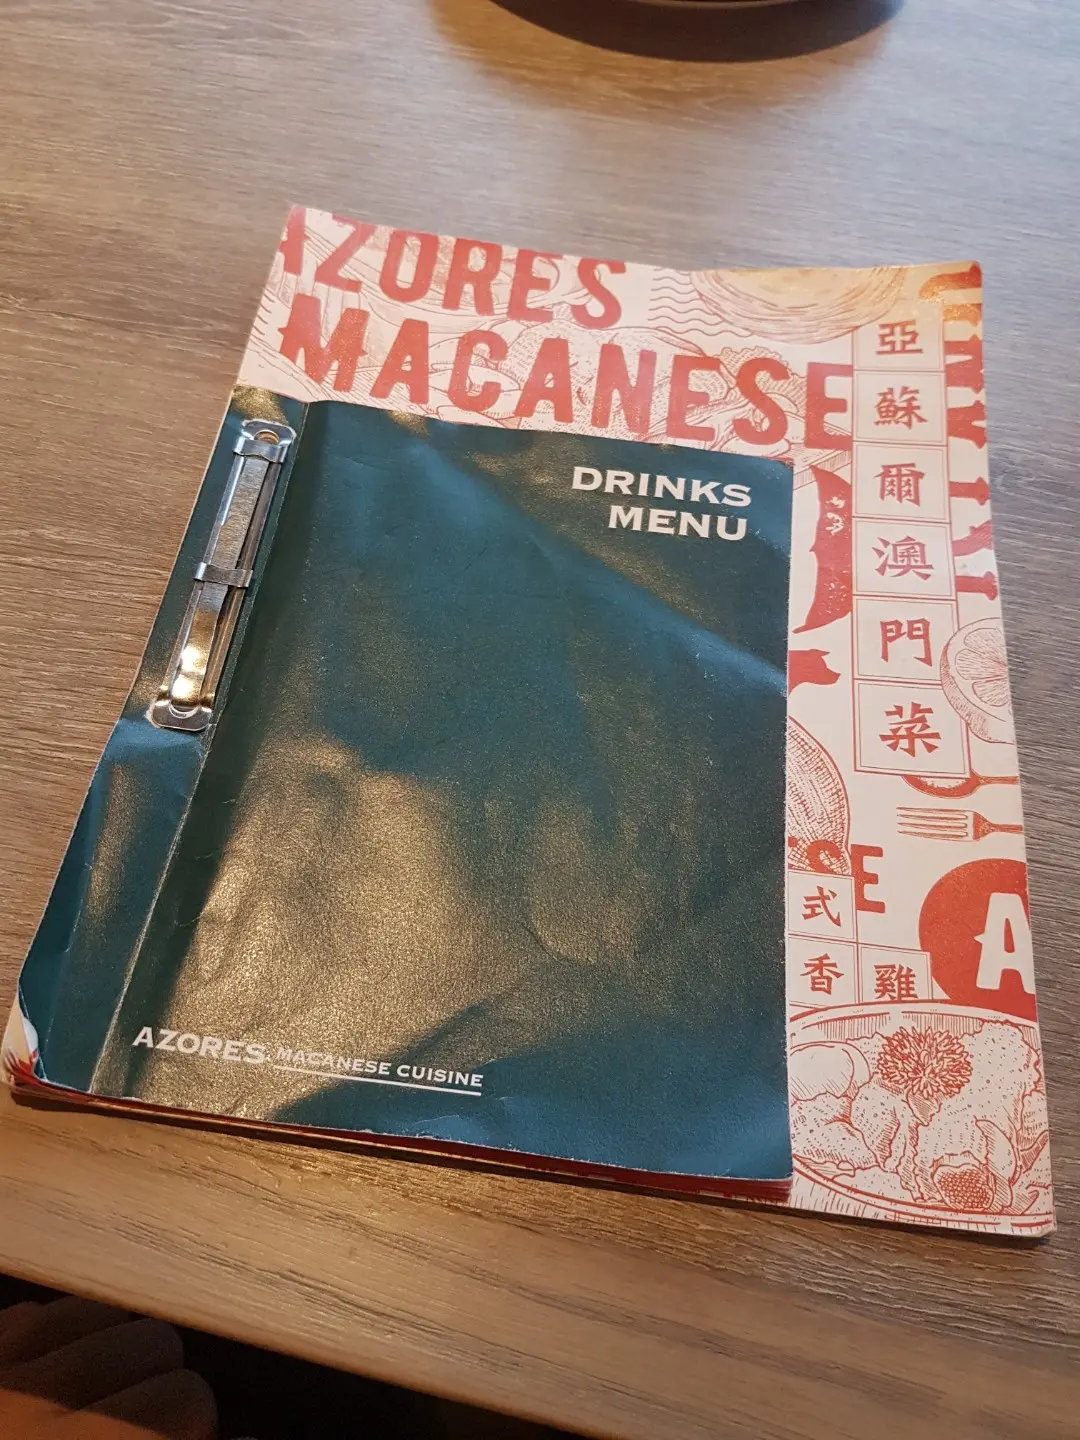 AZORES
MACANESE
亞
蘇
爾
澳
門
菜
DRINKS
MENU
式
香
雞
A
AZORES MACANESE CUISINE